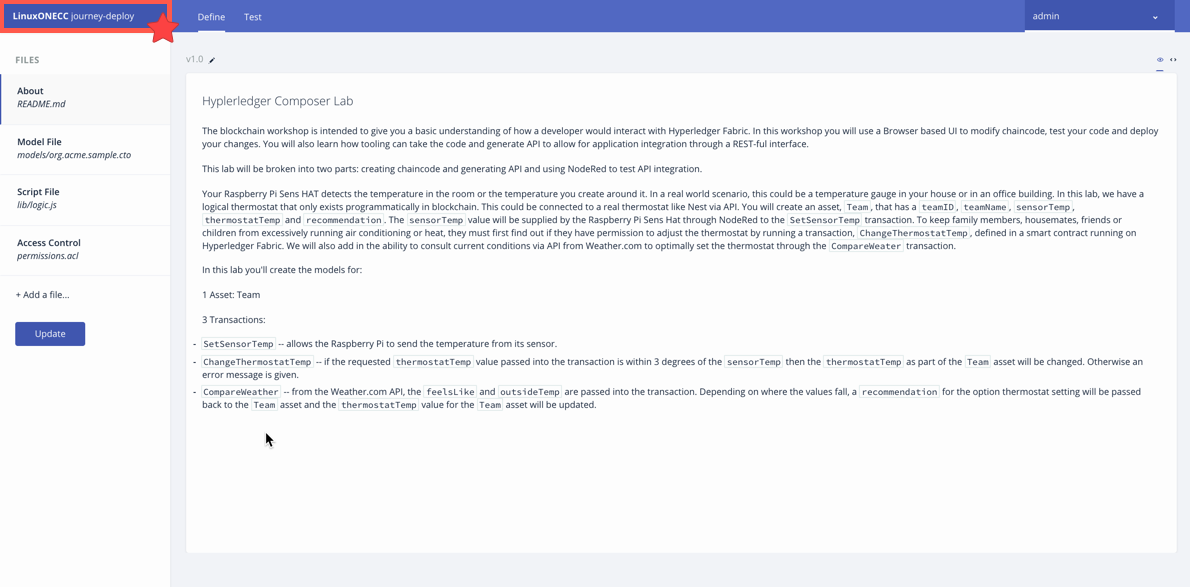 LinuxONECC journey-deploy
Define
Test
admin
FILES
About
README.md
Model File
models/org.acme.sample.cto
Script File
lib/logic.js
Access Control
permissions.acl
+ Add a file...
Update
v1.0
Hyplerledger Composer Lab
The blockchain workshop is intended to give you a basic understanding of how a developer would interact with Hyperledger Fabric. In this workshop you will use a Browser based UI to modify chaincode, test your code and deploy
your changes. You will also learn how tooling can take the code and generate API to allow for application integration through a REST-ful interface.
This lab will be broken into two parts: creating chaincode and generating API and using NodeRed to test API integration.
Your Raspberry Pi Sens HAT detects the temperature in the room or the temperature you create around it. In a real world scenario, this could be a temperature gauge in your house or in an office building. In this lab, we have a
logical thermostat that only exists programmatically in blockchain. This could be connected to a real thermostat like Nest via API. You will create an asset, Team, that has a teamID, teamName, sensorTemp,
thermostatTemp and recommendation. The sensorTemp value will be supplied by the Raspberry Pi Sens Hat through NodeRed to the SetSensorTemp transaction. To keep family members, housemates, friends or
children from excessively running air conditioning or heat, they must first find out if they have permission to adjust the thermostat by running a transaction, ChangeThermostatTemp, defined in a smart contract running on
Hyperledger Fabric. We will also add in the ability to consult current conditions via API from Weather.com to optimally set the thermostat through the CompareWeater transaction.
In this lab you'll create the models for:
1 Asset: Team
3 Transactions:
- SetSensorTemp -- allows the Raspberry Pi to send the temperature from its sensor.
- ChangeThermostatTemp -- if the requested thermostatTemp value passed into the transaction is within 3 degrees of the sensorTemp then the thermostatTemp as part of the Team asset will be changed. Otherwise an
error message is given.
- CompareWeather -- from the Weather.com API, the feelsLike and outsideTemp are passed into the transaction. Depending on where the values fall, a recommendation for the option thermostat setting will be passed
back to the Team asset and the thermostatTemp value for the Team asset will be updated.